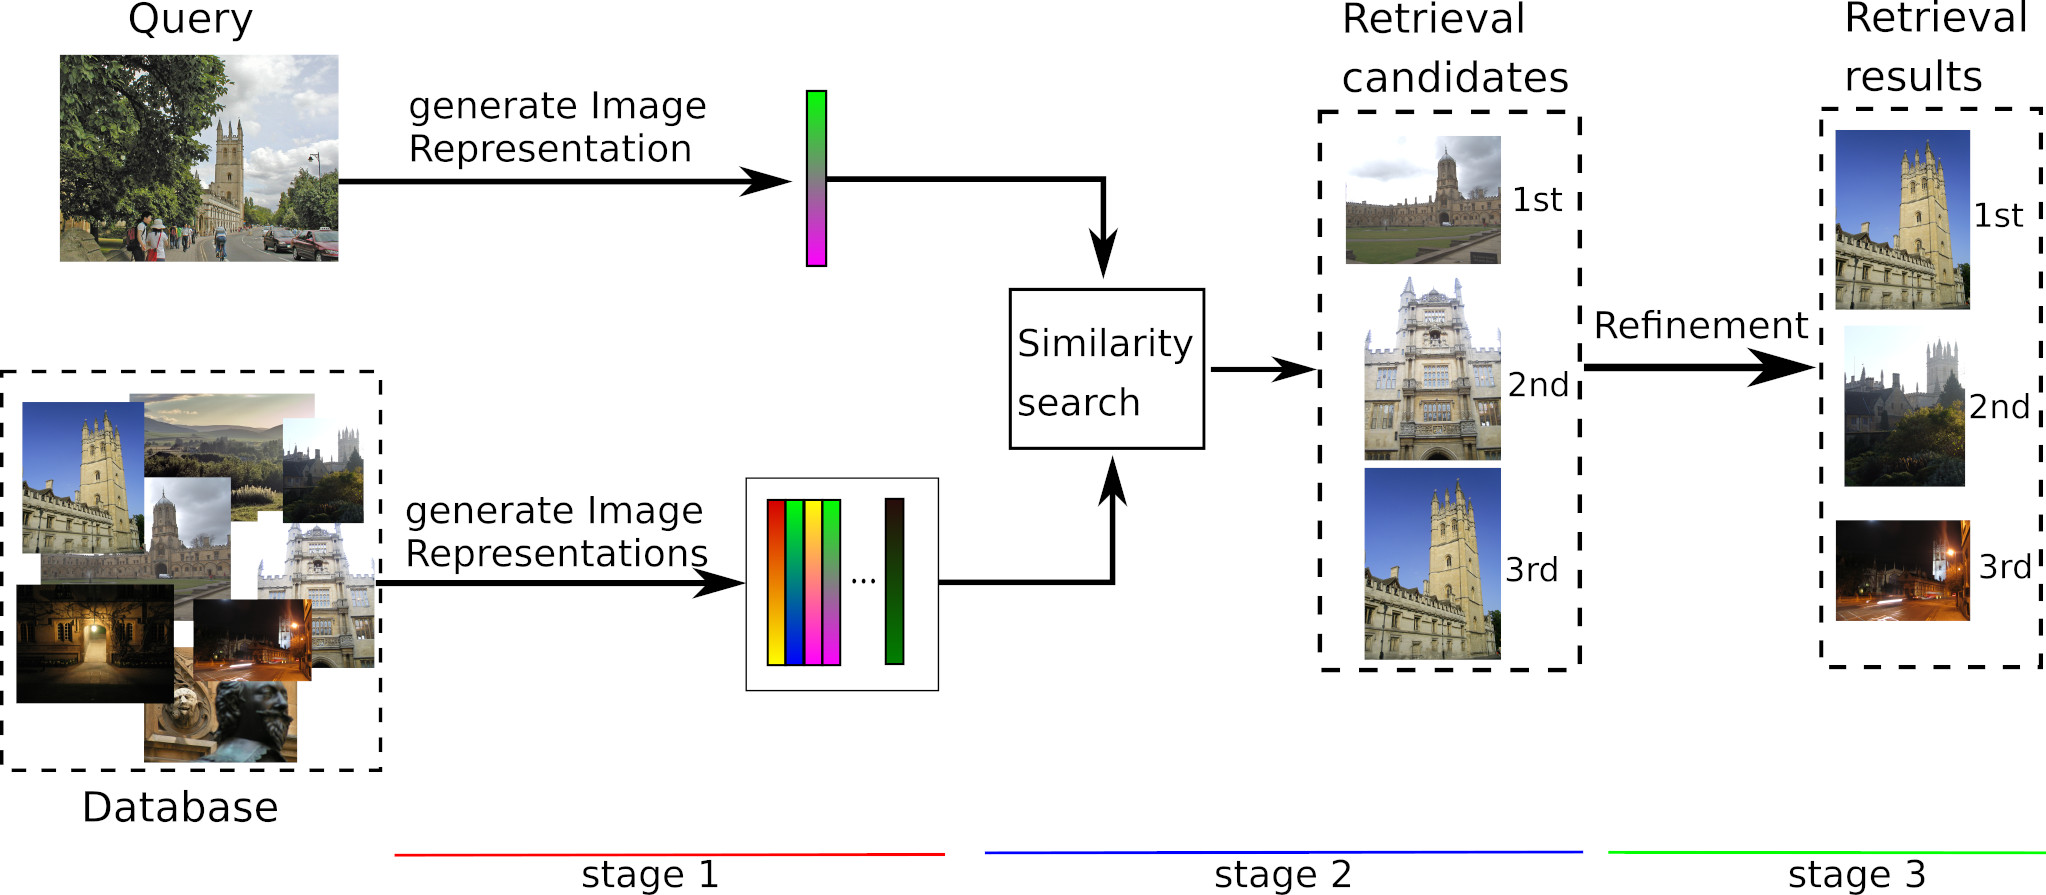 Query
generate Image
Representation
Database
generate Image
Representations
...
Similarity
search
Retrieval
candidates
1st
2nd
3rd
Refinement
Retrieval
results
1st
2nd
3rd
stage 1
stage 2
stage 3